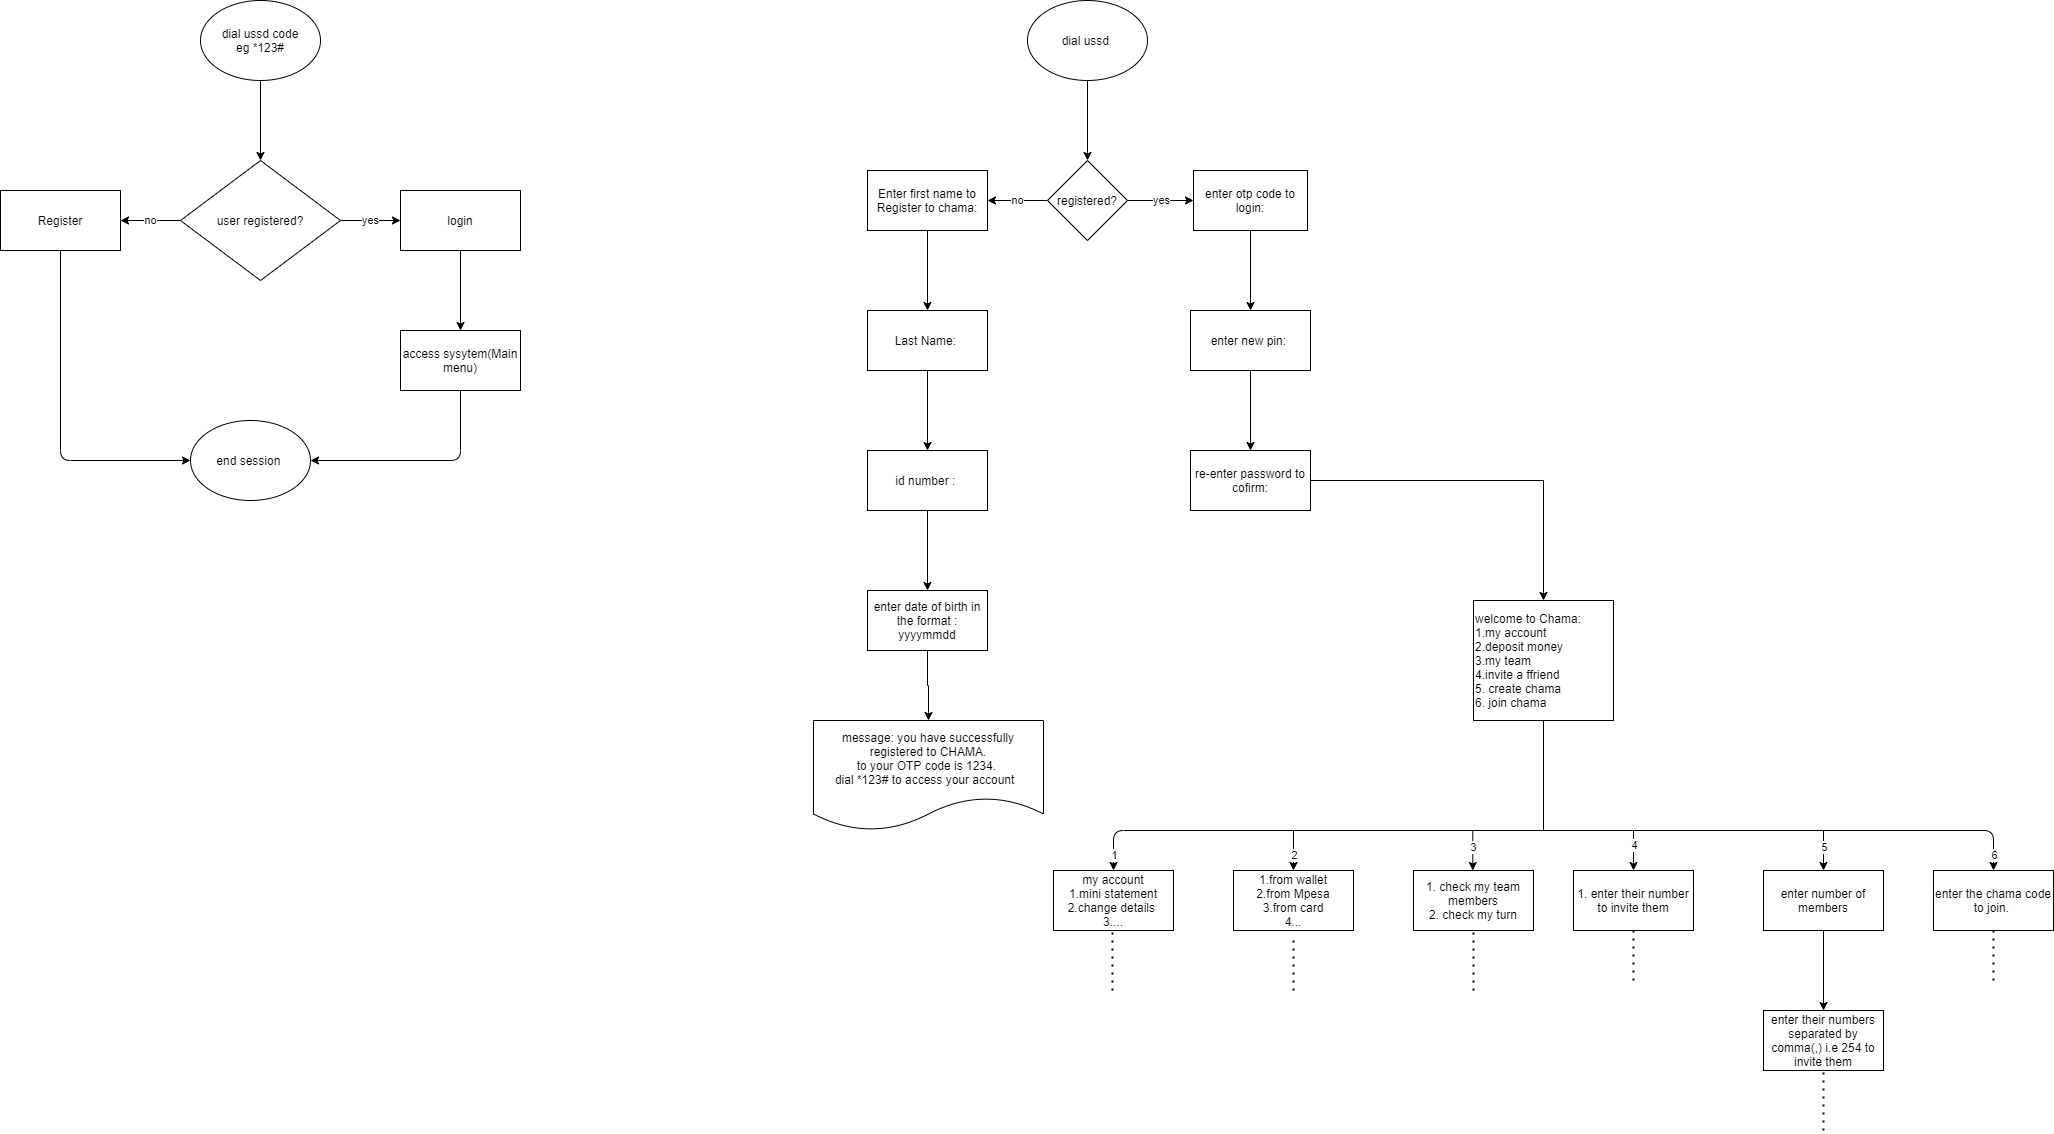 dial ussd code
eg *123#
user registered?
no
yes
Register
login
access sysytem(Main
menu)
end session
dial ussd
registered?
no
yes
Enter first name to
Register to chama:
enter otp code to
login:
Last Name:
enter new pin:
id number :
re-enter password to
cofirm:
enter date of birth in
the format :
yyyymmdd
message: you have successfully
registered to CHAMA.
to your OTP code is 1234.
dial *123# to access your account
welcome to Chama:
1.my account
2.deposit money
3.my team
4.invite a ffriend
5. create chama
6. join chama
1
2
3
4
5
6
my account
1.mini statement
2.change details
3....
1.from wallet
2.from Mpesa
3.from card
4...
1. check my team
members
2. check my turn
1. enter their number
to invite them
enter number of
members
enter the chama code
to join.
enter their numbers
separated by
comma(,) i.e 254 to
invite them